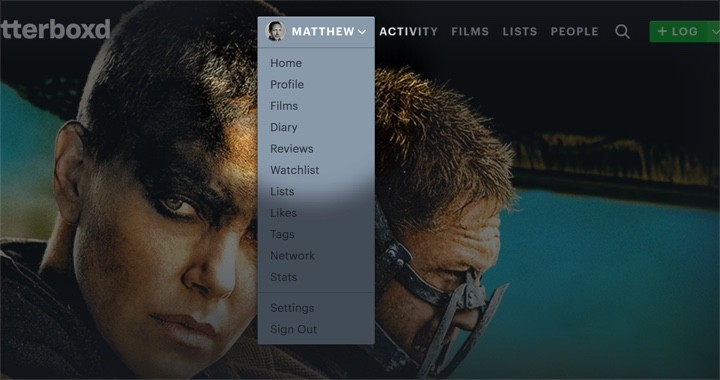 tterboxd
MATTHEW ACTIVITY FILMS LISTS PEOPLE + LOG
Home
Profile
Films
Diary
Reviews
Watchlist
Lists
Likes
Tags
Network
Stats
Settings
Sign Out